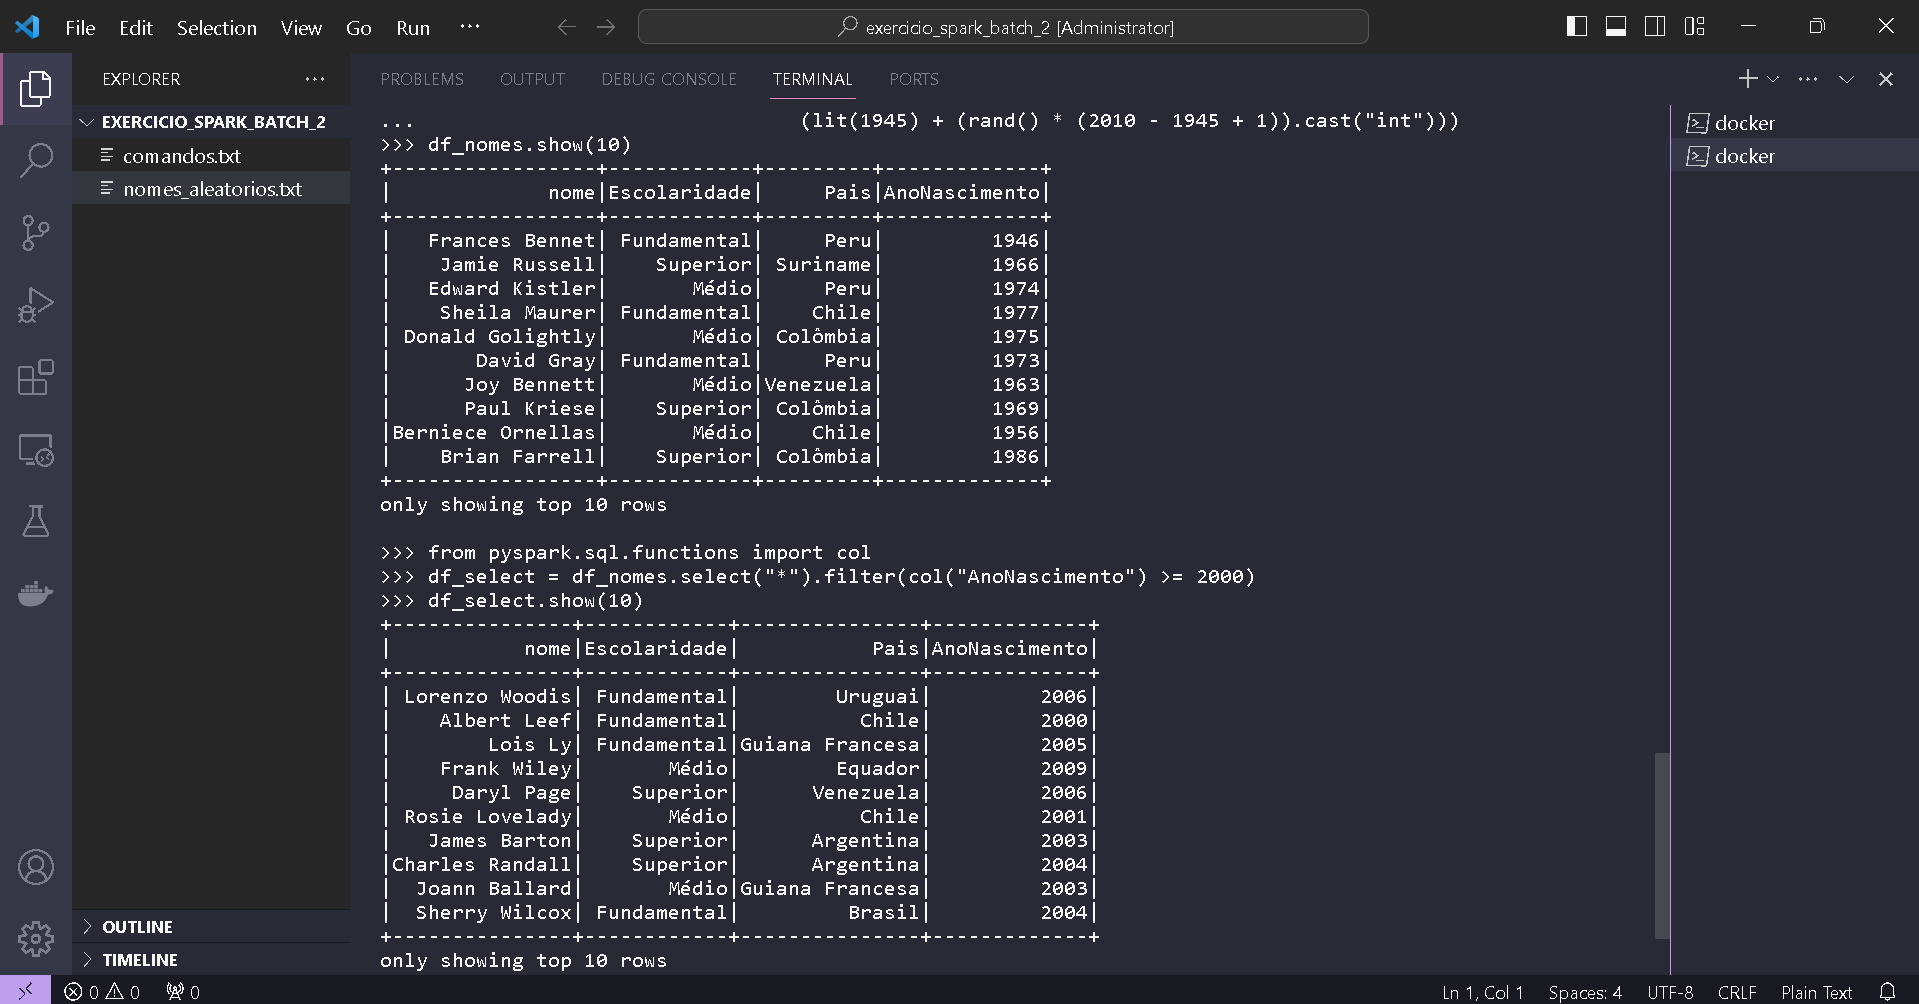 File Edit Selection View Go Run ... exercicio_spark_batch_2 [Administrator]
EXPLORER ...
EXERCICIO_SPARK_BATCH_2
comandos.txt
nomes_aleatorios.txt
OUTLINE
TIMELINE
PROBLEMS OUTPUT DEBUG CONSOLE TERMINAL PORTS
...                                (lit(1945) + (rand() * (2010 - 1945 + 1)).cast("int")))
>>> df_nomes.show(10)
+-----------------+------------+---------+-------------+
|             nome|Escolaridade|     Pais|AnoNascimento|
+-----------------+------------+---------+-------------+
|   Frances Bennet| Fundamental|     Peru|         1946|
|    Jamie Russell|    Superior| Suriname|         1966|
|   Edward Kistler|       Médio|     Peru|         1974|
|    Sheila Maurer| Fundamental|    Chile|         1977|
| Donald Golightly|       Médio| Colômbia|         1975|
|       David Gray| Fundamental|     Peru|         1973|
|      Joy Bennett|       Médio|Venezuela|         1963|
|      Paul Kriese|    Superior| Colômbia|         1969|
|Berniece Ornellas|       Médio|    Chile|         1956|
|    Brian Farrell|    Superior| Colômbia|         1986|
+-----------------+------------+---------+-------------+
only showing top 10 rows
>>> from pyspark.sql.functions import col
>>> df_select = df_nomes.select("*").filter(col("AnoNascimento") >= 2000)
>>> df_select.show(10)
+---------------+------------+---------------+-------------+
|           nome|Escolaridade|           Pais|AnoNascimento|
+---------------+------------+---------------+-------------+
| Lorenzo Woodis| Fundamental|        Uruguai|         2006|
|    Albert Leef| Fundamental|          Chile|         2000|
|        Lois Ly| Fundamental|Guiana Francesa|         2005|
|    Frank Wiley|       Médio|        Equador|         2009|
|     Daryl Page|    Superior|      Venezuela|         2006|
| Rosie Lovelady|       Médio|          Chile|         2001|
|   James Barton|    Superior|      Argentina|         2003|
|Charles Randall|    Superior|      Argentina|         2004|
|  Joann Ballard|       Médio|Guiana Francesa|         2003|
|  Sherry Wilcox| Fundamental|         Brasil|         2004|
+---------------+------------+---------------+-------------+
only showing top 10 rows
docker
docker
0 0 0 Ln 1, Col 1 Spaces: 4 UTF-8 CRLF Plain Text